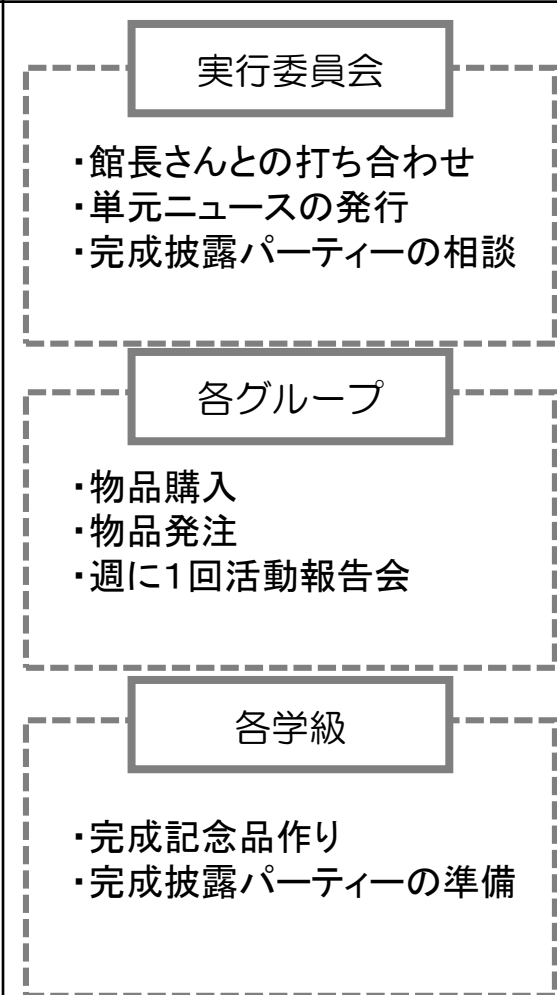 実行委員会
・館長さんとの打ち合わせ
・単元ニュースの発行
・完成披露パーティーの相談
各グループ
・物品購入
・物品発注
・週に１回活動報告会
各学級
・完成記念品作り
・完成披露パーティーの準備